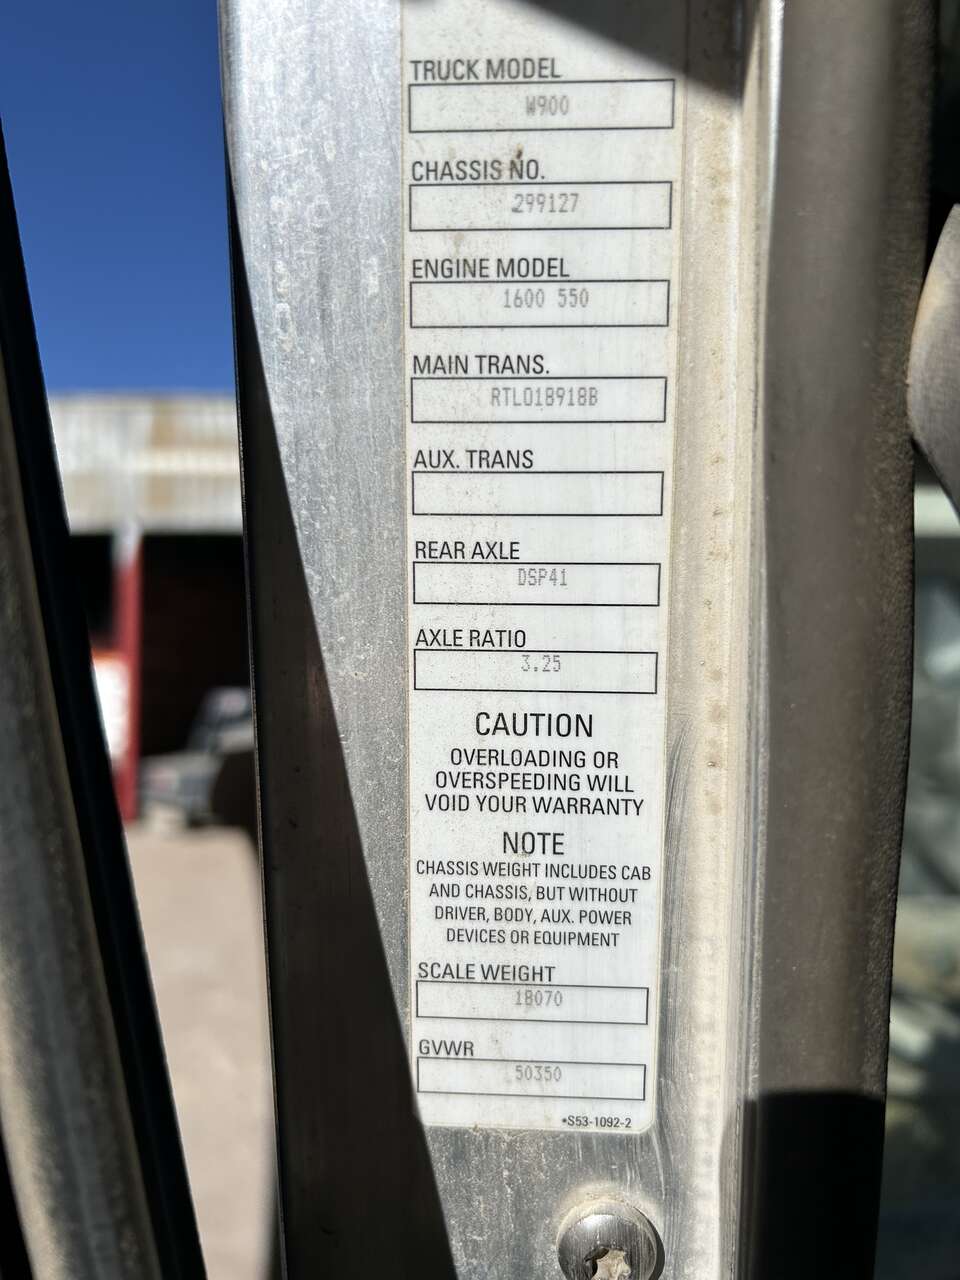 TRUCK MODEL
W900
CHASSIS NO.
299127
ENGINE MODEL
1600 550
MAIN TRANS.
RTLO18918B
AUX. TRANS
REAR AXLE
DSP41
AXLE RATIO
3.25
CAUTION
OVERLOADING OR
OVERSPEEDING WILL
VOID YOUR WARRANTY
NOTE
CHASSIS WEIGHT INCLUDES CAB
AND CHASSIS, BUT WITHOUT
DRIVER, BODY, AUX. POWER
DEVICES OR EQUIPMENT
SCALE WEIGHT
18070
GVWR
50350
*S53-1092-2